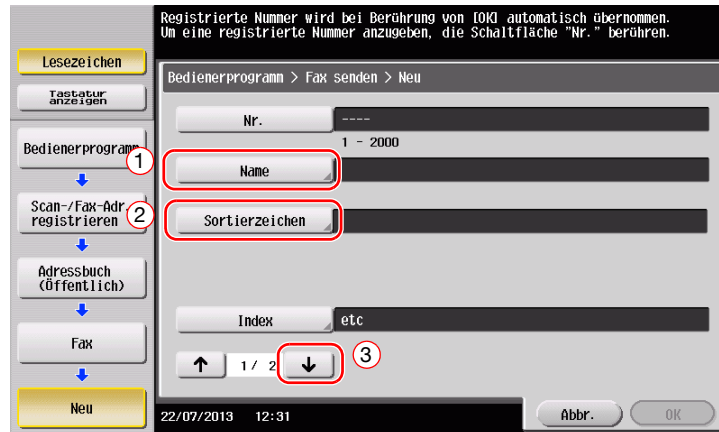 Registrierte Nummer wird bei Berührung von [OK] automatisch übernommen.
Um eine registrierte Nummer anzugeben, die Schaltfläche "Nr." berühren.
Lesezeichen
Tastatur
anzeigen
Bedienerprogramm
1
Scan-/Fax-Adr.
registrieren
2
Adressbuch
(Öffentlich)
Fax
Neu
Bedienerprogramm > Fax senden > Neu
Nr.
----
1 - 2000
Name
Sortierzeichen
Index
etc
↑ 1/ 2 ↓
3
22/07/2013 12:31
Abbr.
OK